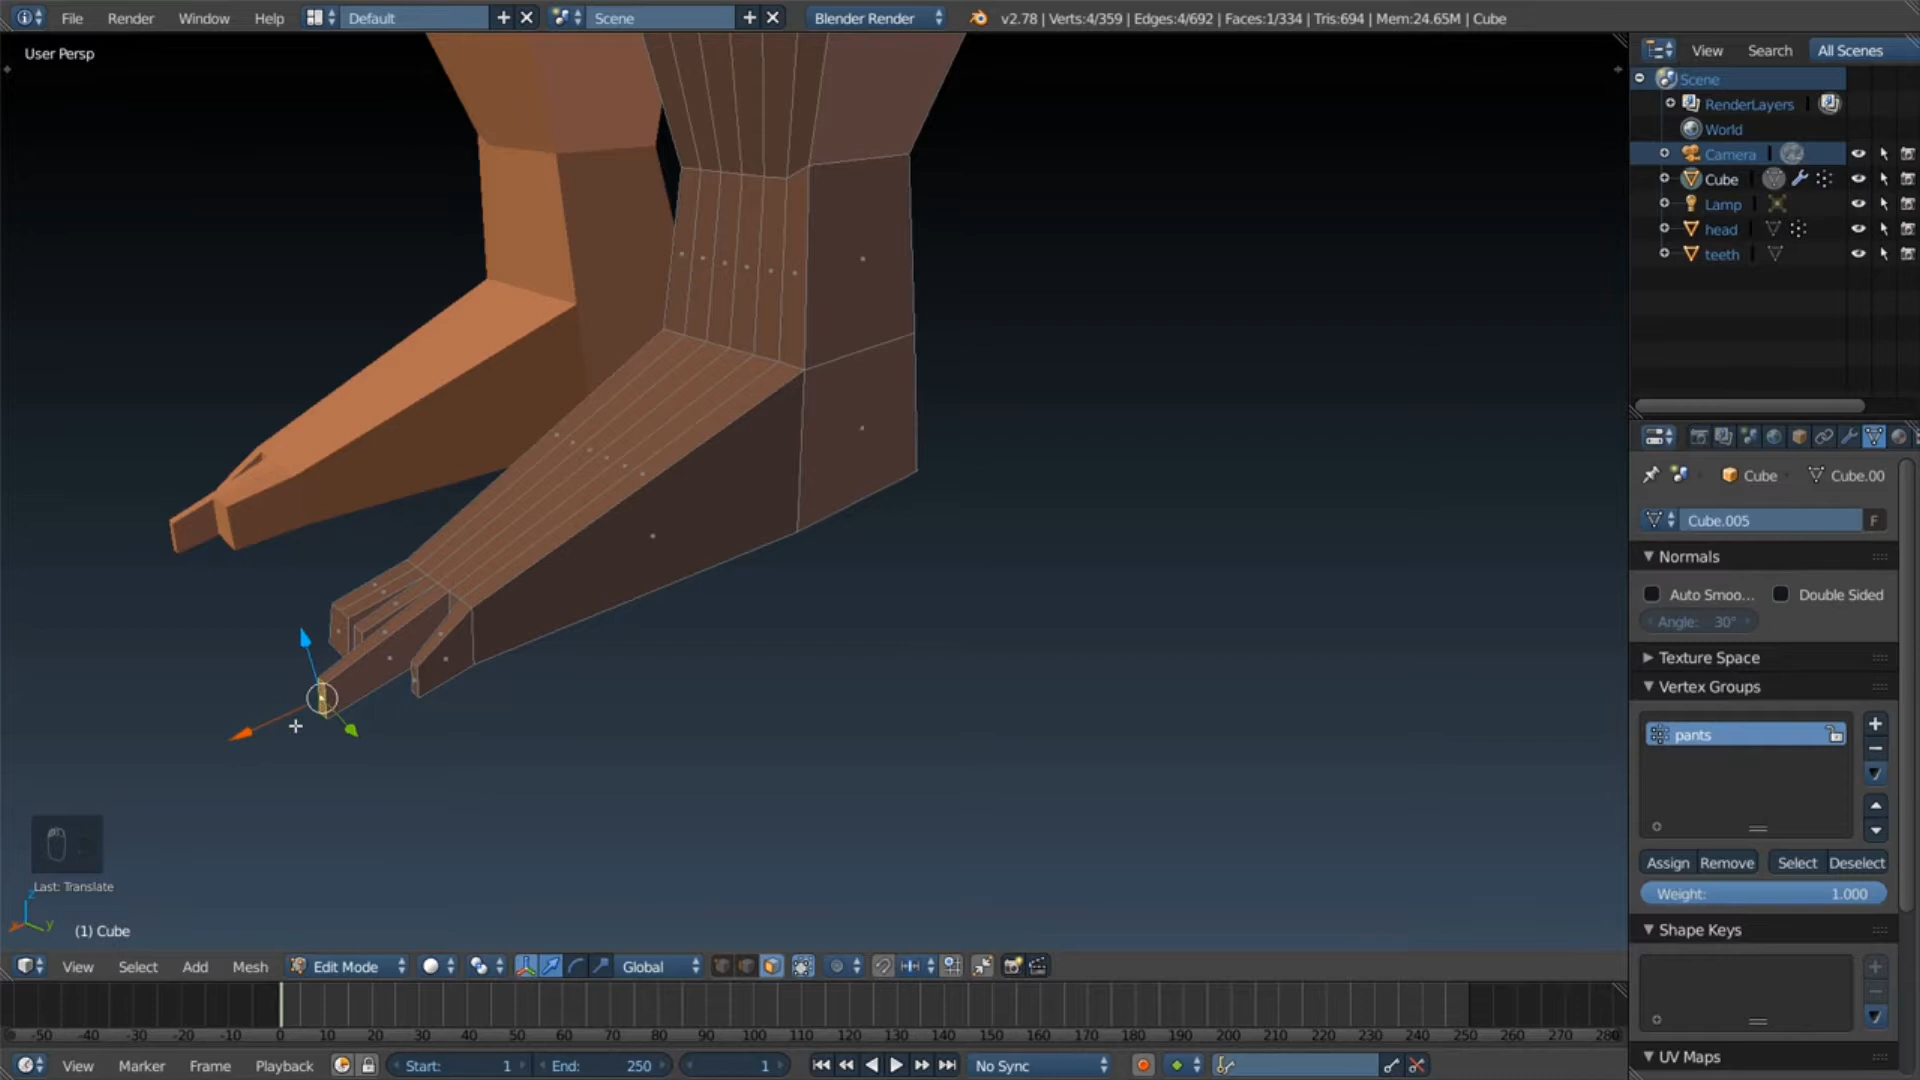 File Render Window Help Default Scene Blender Render v2.78 | Verts:4/359 | Edges:4/692 | Faces:1/334 | Tris:694 | Mem:24.65M | Cube
User Persp
View Search All Scenes
Scene
RenderLayers
World
Camera
Cube
Lamp
head
teeth
Cube Cube.00
Cube.005 F
Normals
Auto Smoo... Double Sided
Angle: 30°
Texture Space
Vertex Groups
pants
Assign Remove Select Deselect
Weight: 1.000
Shape Keys
UV Maps
Last: Translate
z
y
(1) Cube
View Select Add Mesh Edit Mode Global
-50 -40 -30 -20 -10 0 10 20 30 40 50 60 70 80 90 100 110 120 130 140 150 160 170 180 190 200 210 220 230 240 250 260 270 280
View Marker Frame Playback Start: 1 End: 250 1 No Sync